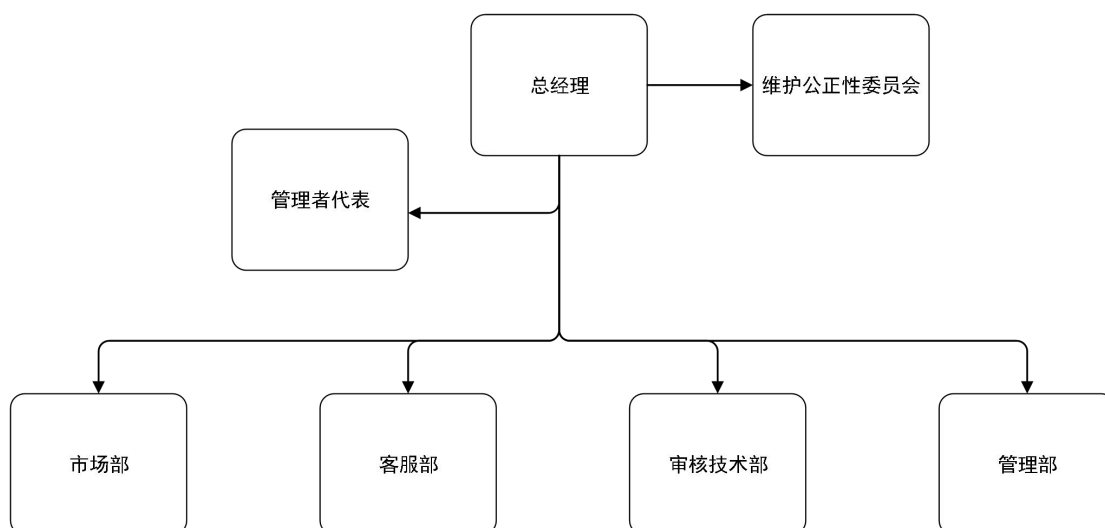 总经理
维护公正性委员会
管理者代表
市场部
客服部
审核技术部
管理部